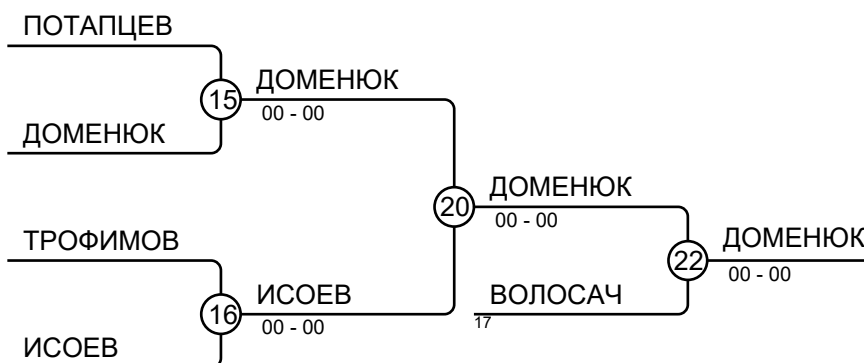 ПОТАПЦЕВ
15
ДОМЕНЮК
00 - 00
ДОМЕНЮК
20
ДОМЕНЮК
00 - 00
ТРОФИМОВ
22
ДОМЕНЮК
00 - 00
16
ИСОЕВ
00 - 00
ВОЛОСАЧ
17
ИСОЕВ